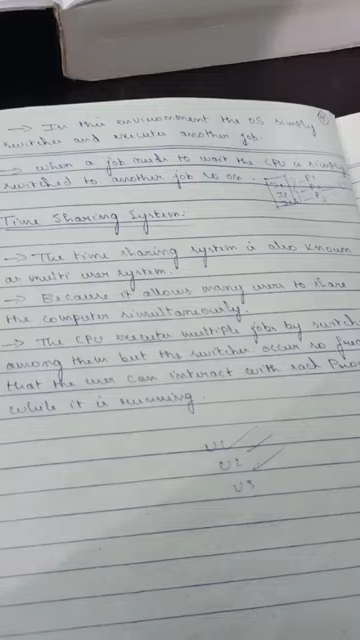 → In this environment the OS simply
switches and execute another job.
→ when a job needs to wait the CPU is simply
switched to another job so on.
P1
P2
Time Sharing System:
→ The time sharing system is also known
as multi user system.
→ Because it allows many users to share
the computer simultaneously.
→ The CPU execute multiple jobs by switch
among them but the switches occur so
that the user can interact with each
while it is running.
U1
U2
U3